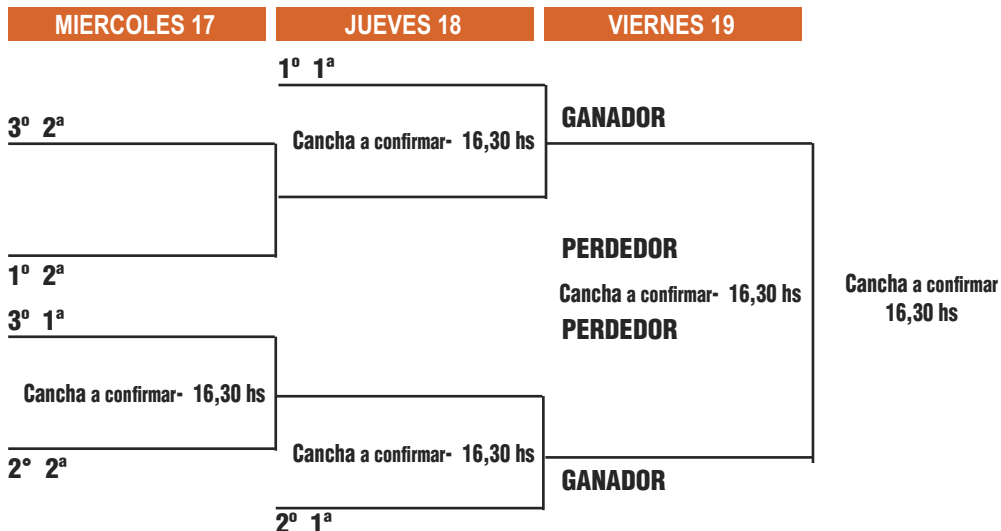 MIERCOLES 17
JUEVES 18
VIERNES 19
1º 1ª
3º 2ª
Cancha a confirmar- 16,30 hs
GANADOR
1º 2ª
PERDEDOR
Cancha a confirmar- 16,30 hs
PERDEDOR
Cancha a confirmar
16,30 hs
3º 1ª
Cancha a confirmar- 16,30 hs
2° 2ª
Cancha a confirmar- 16,30 hs
GANADOR
2º 1ª